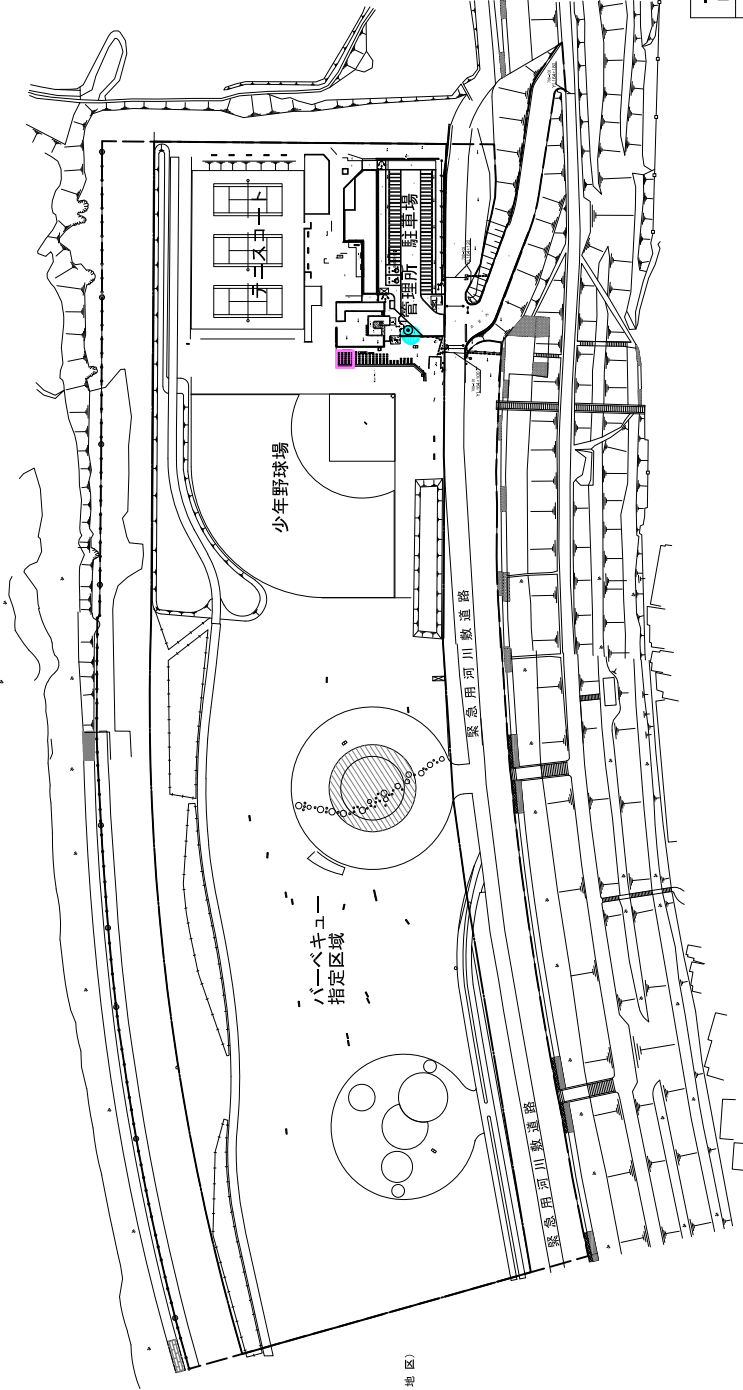 テニスコート
管理所
駐車場
少年野球場
緊急用河川敷道路
バーベキュー
指定区域
緊急用河川敷道路
地 区）